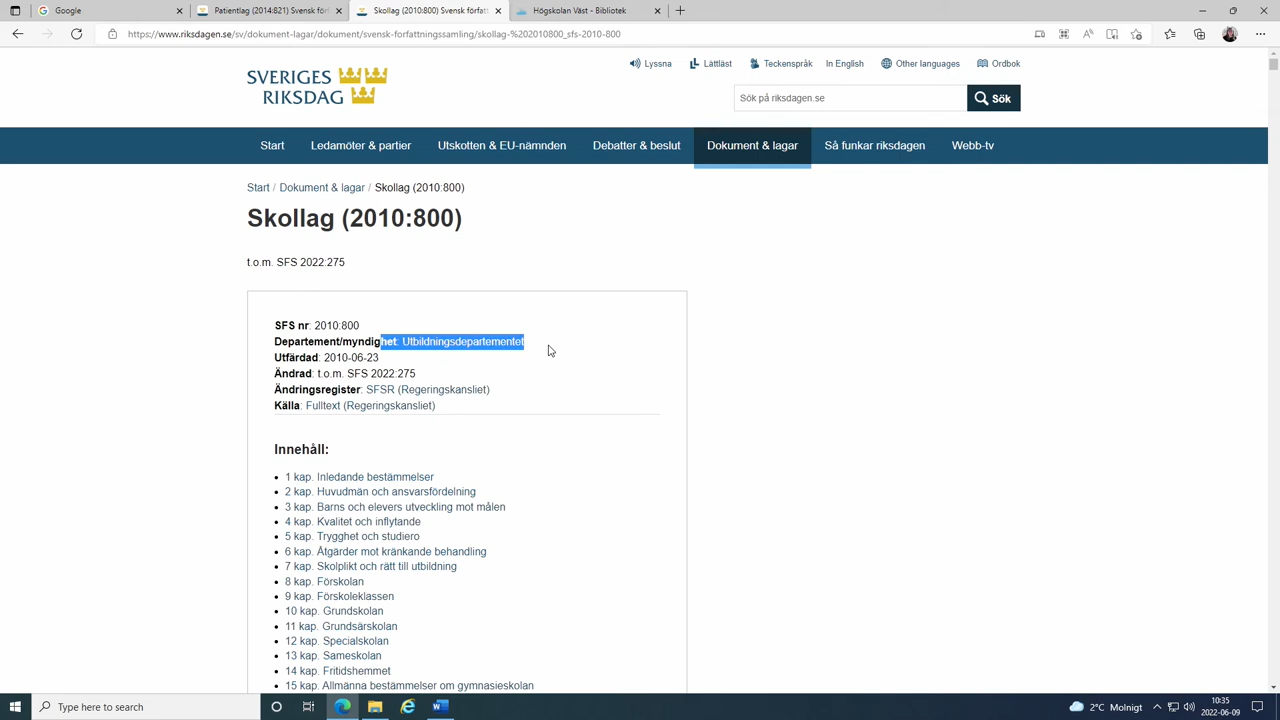 Google
Patientlag (2014:821) Svensk förf
Skollag (2010:800) Svensk författ
Högskolan Väst - Bibliotek
https://www.riksdagen.se/sv/dokument-lagar/dokument/svensk-forfattningssamling/skollag-%202010800_sfs-2010-800
SVERIGES
RIKSDAG
Lyssna
Lättläst
Teckenspråk
In English
Other languages
Ordbok
Sök på riksdagen.se
Sök
Start
Ledamöter & partier
Utskotten & EU-nämnden
Debatter & beslut
Dokument & lagar
Så funkar riksdagen
Webb-tv
Start / Dokument & lagar / Skollag (2010:800)
Skollag (2010:800)
t.o.m. SFS 2022:275
SFS nr: 2010:800
Departement/myndighet: Utbildningsdepartementet
Utfärdad: 2010-06-23
Ändrad: t.o.m. SFS 2022:275
Ändringsregister: SFSR (Regeringskansliet)
Källa: Fulltext (Regeringskansliet)
Innehåll:
1 kap. Inledande bestämmelser
2 kap. Huvudmän och ansvarsfördelning
3 kap. Barns och elevers utveckling mot målen
4 kap. Kvalitet och inflytande
5 kap. Trygghet och studiero
6 kap. Åtgärder mot kränkande behandling
7 kap. Skolplikt och rätt till utbildning
8 kap. Förskolan
9 kap. Förskoleklassen
10 kap. Grundskolan
11 kap. Grundsärskolan
12 kap. Specialskolan
13 kap. Sameskolan
14 kap. Fritidshemmet
15 kap. Allmänna bestämmelser om gymnasieskolan
Type here to search
2°C Molnigt
10:35
2022-06-09